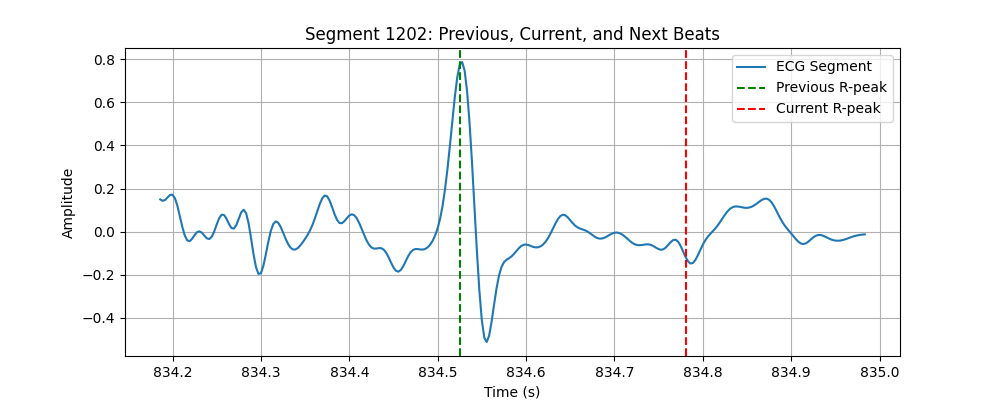 Segment 1202: Previous, Current, and Next Beats
ECG Segment
Previous R-peak
Current R-peak
Amplitude
0.8
0.6
0.4
0.2
0.0
−0.2
−0.4
834.2 834.3 834.4 834.5 834.6 834.7 834.8 834.9 835.0
Time (s)